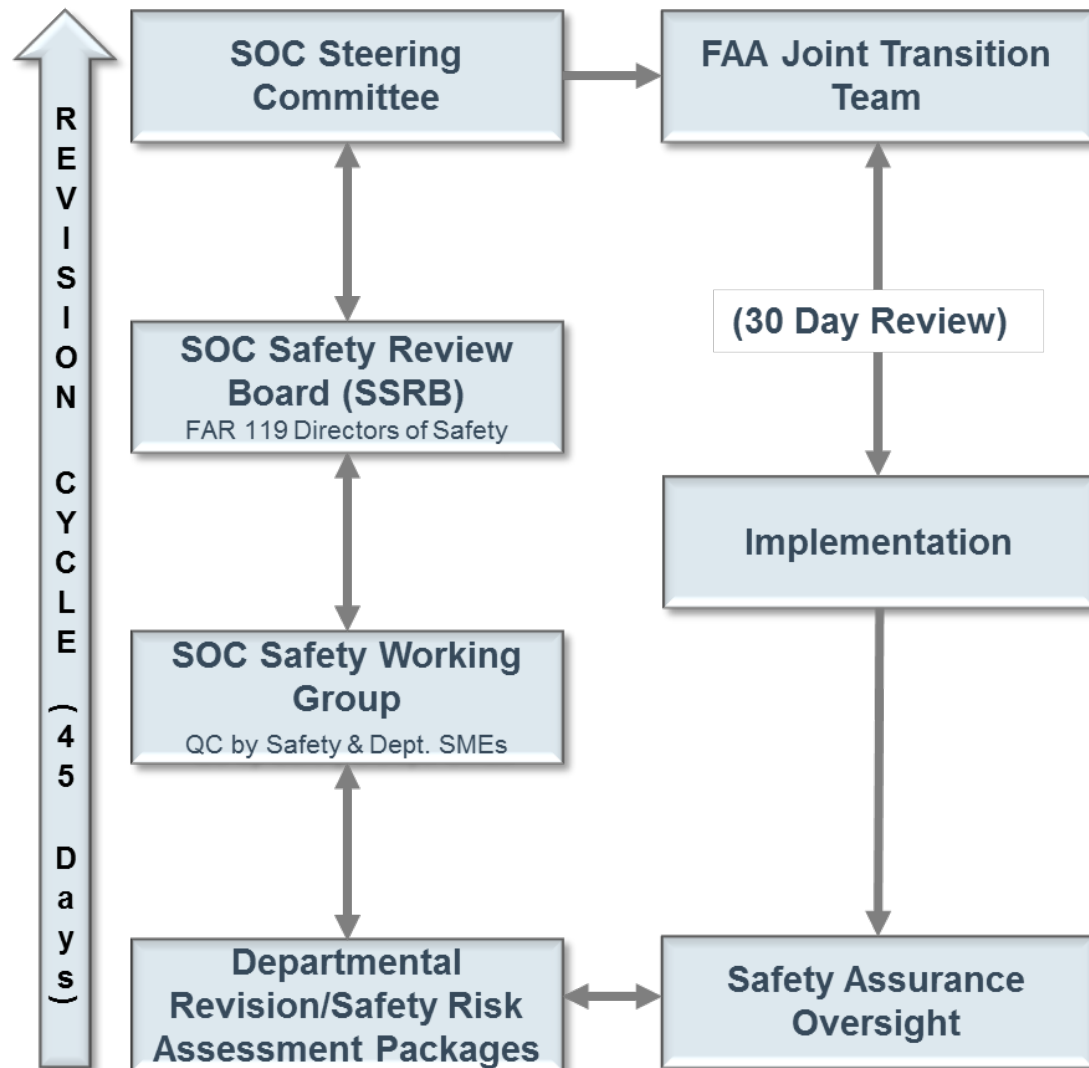 REVISION CYCLE (45 Days)
SOC Steering
Committee
FAA Joint Transition
Team
SOC Safety Review
Board (SSRB)
FAR 119 Directors of Safety
(30 Day Review)
Implementation
SOC Safety Working
Group
QC by Safety & Dept. SMEs
Departmental
Revision/Safety Risk
Assessment Packages
Safety Assurance
Oversight